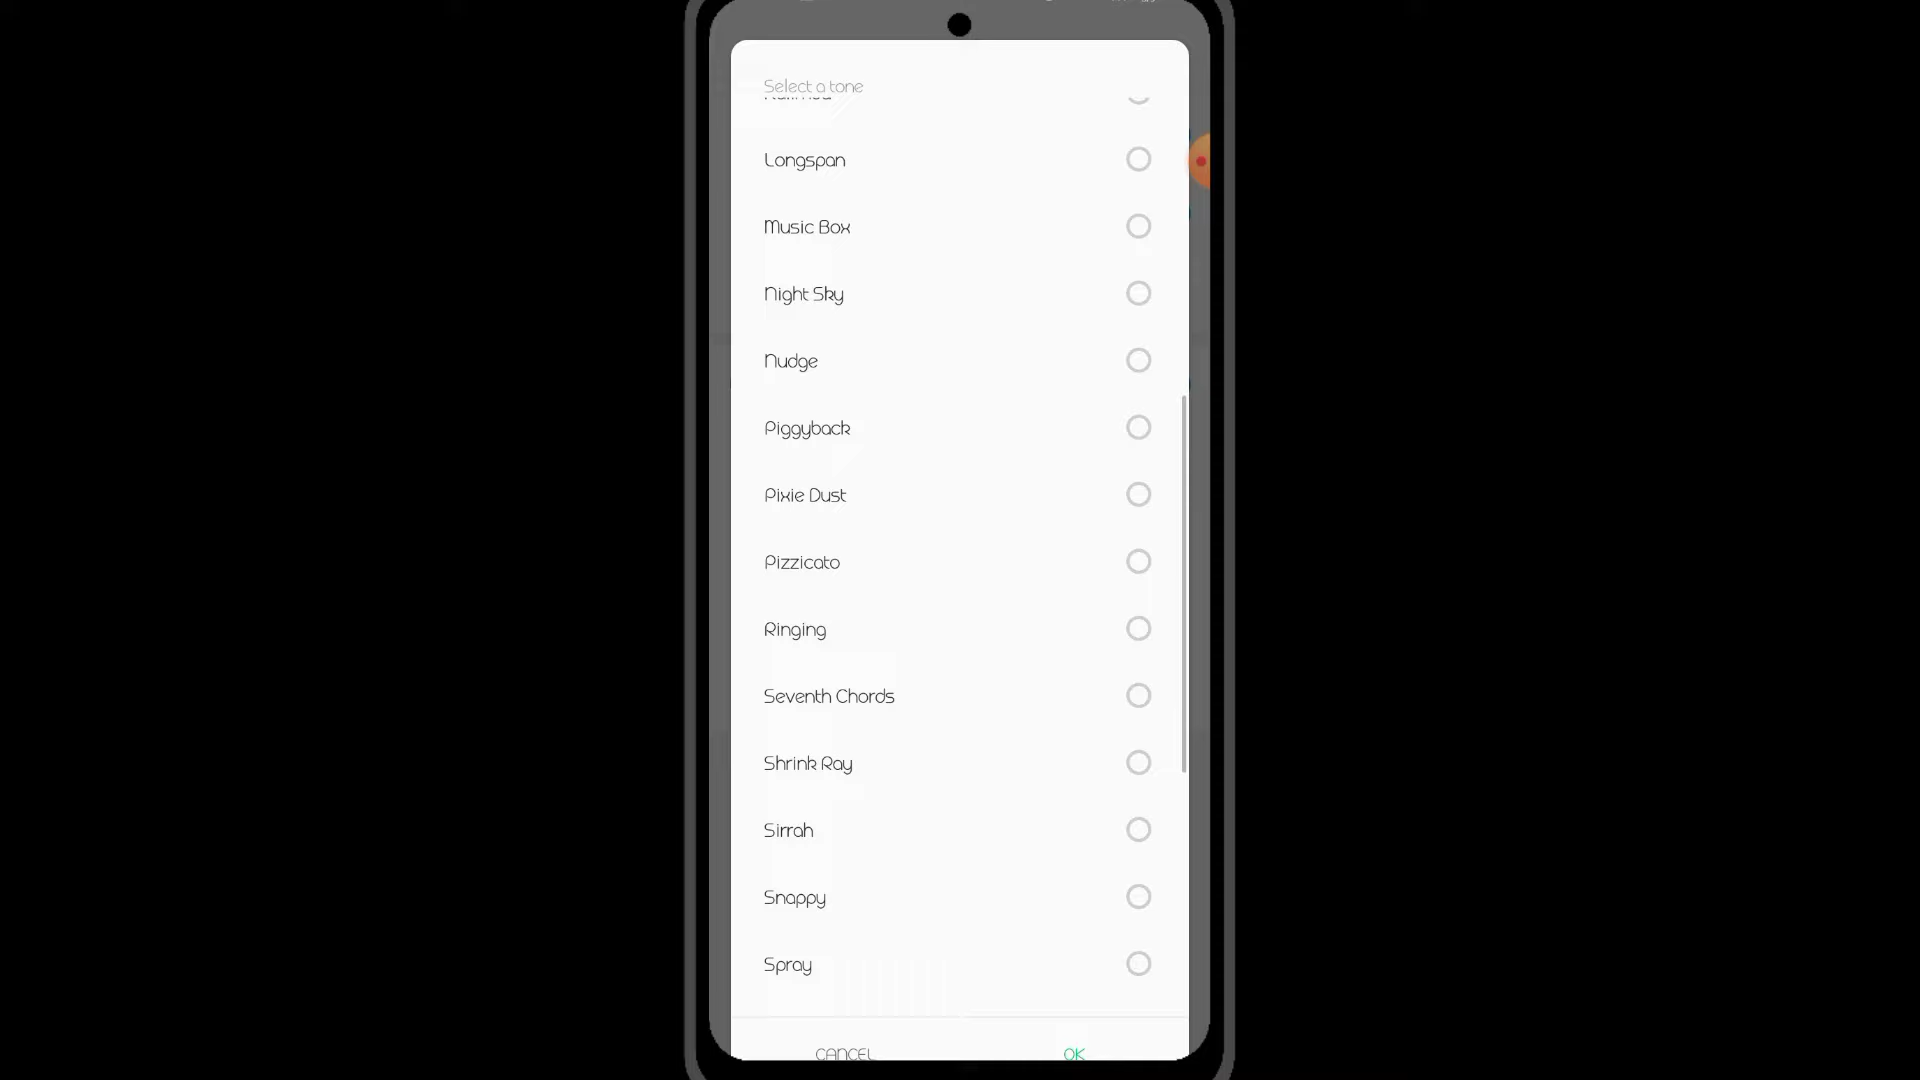 Select a tone
Longspan
Music Box
Night Sky
Nudge
Piggyback
Pixie Dust
Pizzicato
Ringing
Seventh Chords
Shrink Ray
Sirrah
Snappy
Spray
CANCEL
OK